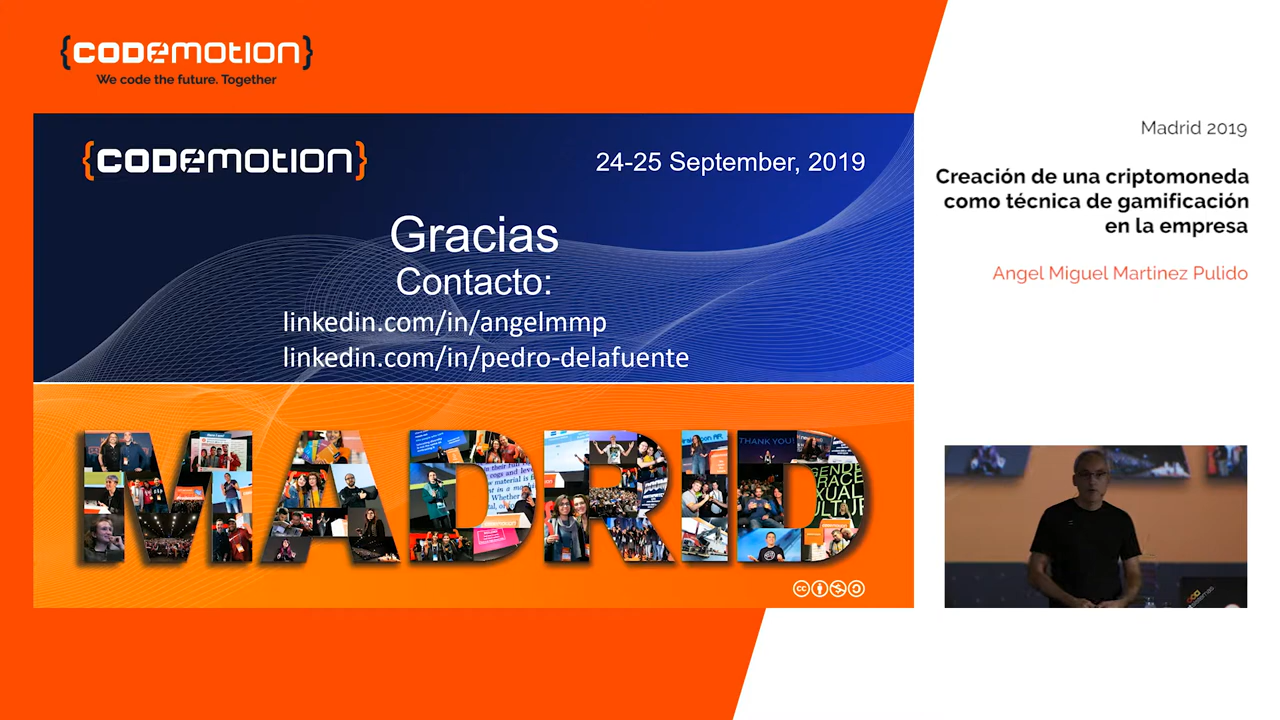 {CODEMOTION}
We code the future. Together
{CODEMOTION}
24-25 September, 2019
Gracias
Contacto:
linkedin.com/in/angelmmp
linkedin.com/in/pedro-delafuente
THANK YOU!
MADRID
Madrid 2019
Creación de una criptomoneda
como técnica de gamificación
en la empresa
Angel Miguel Martinez Pulido